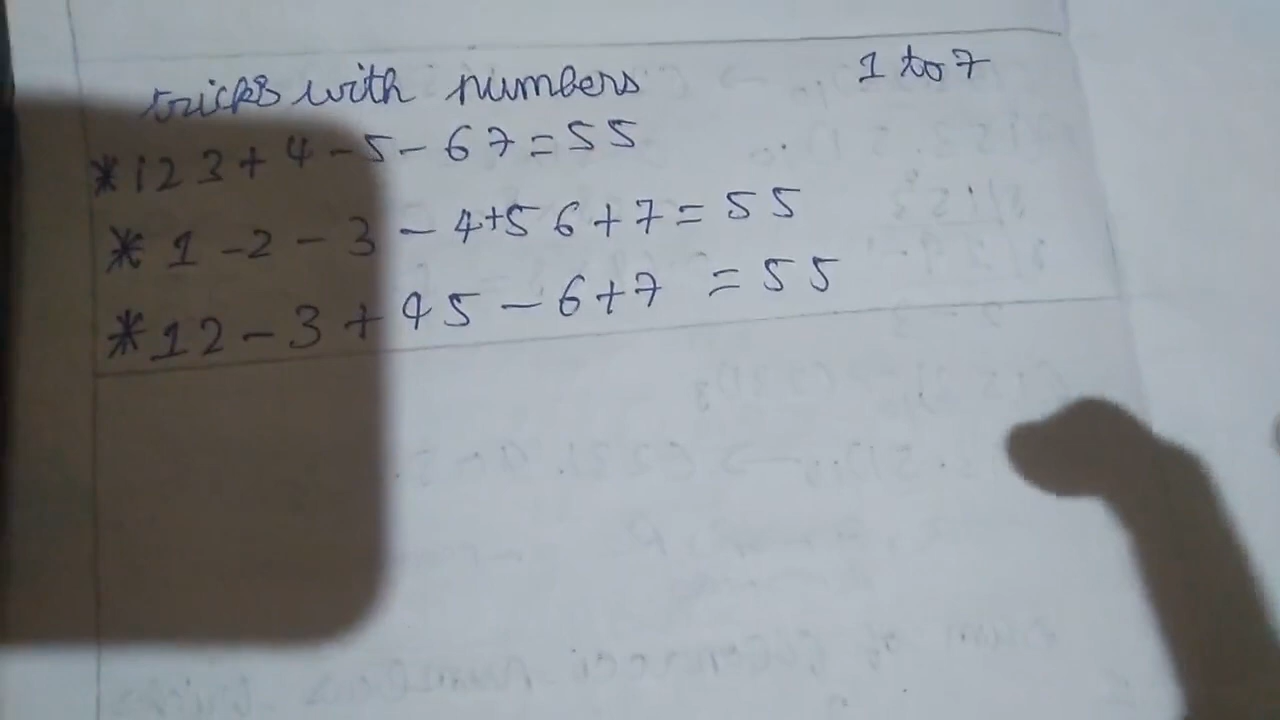 tricks with numbers 1 to 7
*123+4-5-67=55
*1-2-3-4+56+7=55
*12-3+45-6+7=55